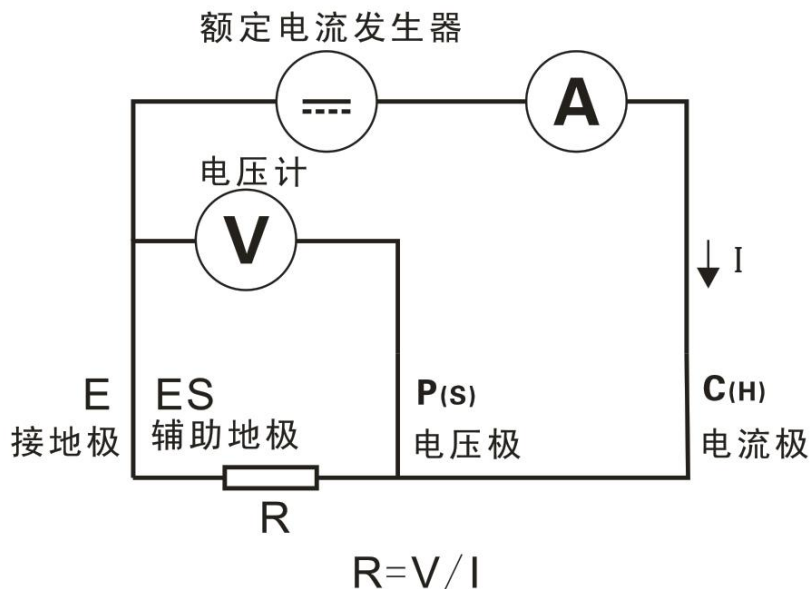 额定电流发生器
A
电压计
V
I
E
ES
P(S)
C(H)
接地极
辅助地极
电压极
电流极
R
R=V/I